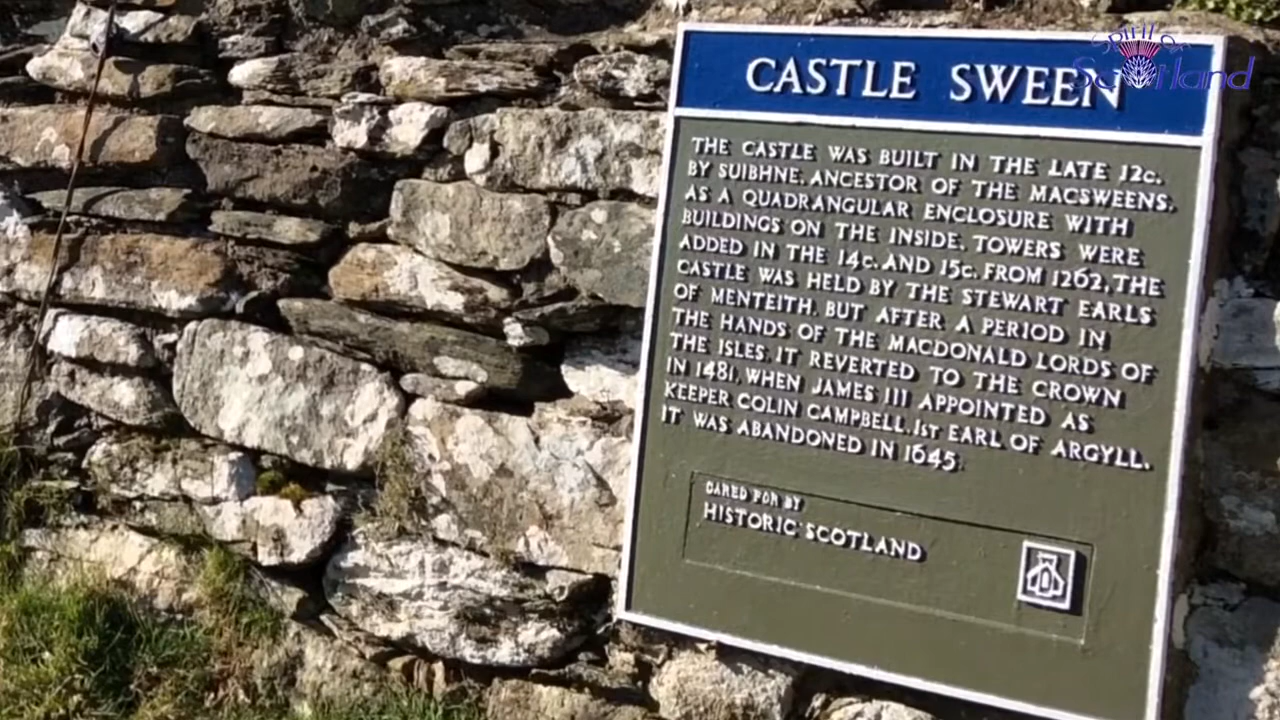 Spirit of
Scotland
CASTLE SWEEN
THE CASTLE WAS BUILT IN THE LATE 12c.
BY SUIBHNE, ANCESTOR OF THE MACSWEENS,
AS A QUADRANGULAR ENCLOSURE WITH
BUILDINGS ON THE INSIDE. TOWERS WERE
ADDED IN THE 14c. AND 15c. FROM 1262, THE
CASTLE WAS HELD BY THE STEWART EARLS
OF MENTEITH, BUT AFTER A PERIOD IN
THE HANDS OF THE MACDONALD LORDS OF
THE ISLES, IT REVERTED TO THE CROWN
IN 1481, WHEN JAMES III APPOINTED AS
KEEPER COLIN CAMPBELL, 1ST EARL OF ARGYLL.
IT WAS ABANDONED IN 1645.
CARED FOR BY
HISTORIC SCOTLAND